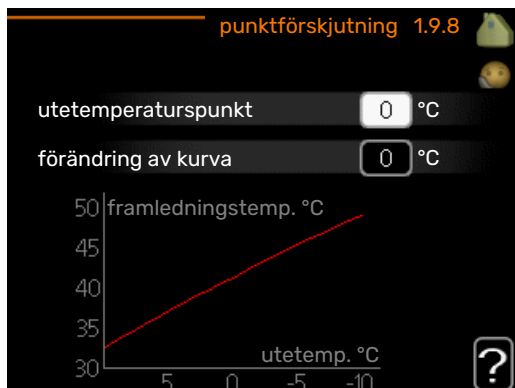 punktförskjutning 1.9.8
utetemperaturspunkt 0 °C
förändring av kurva 0 °C
50 framledningstemp. °C
45
40
35
30
utetemp. °C
5 0 -5 -10
?